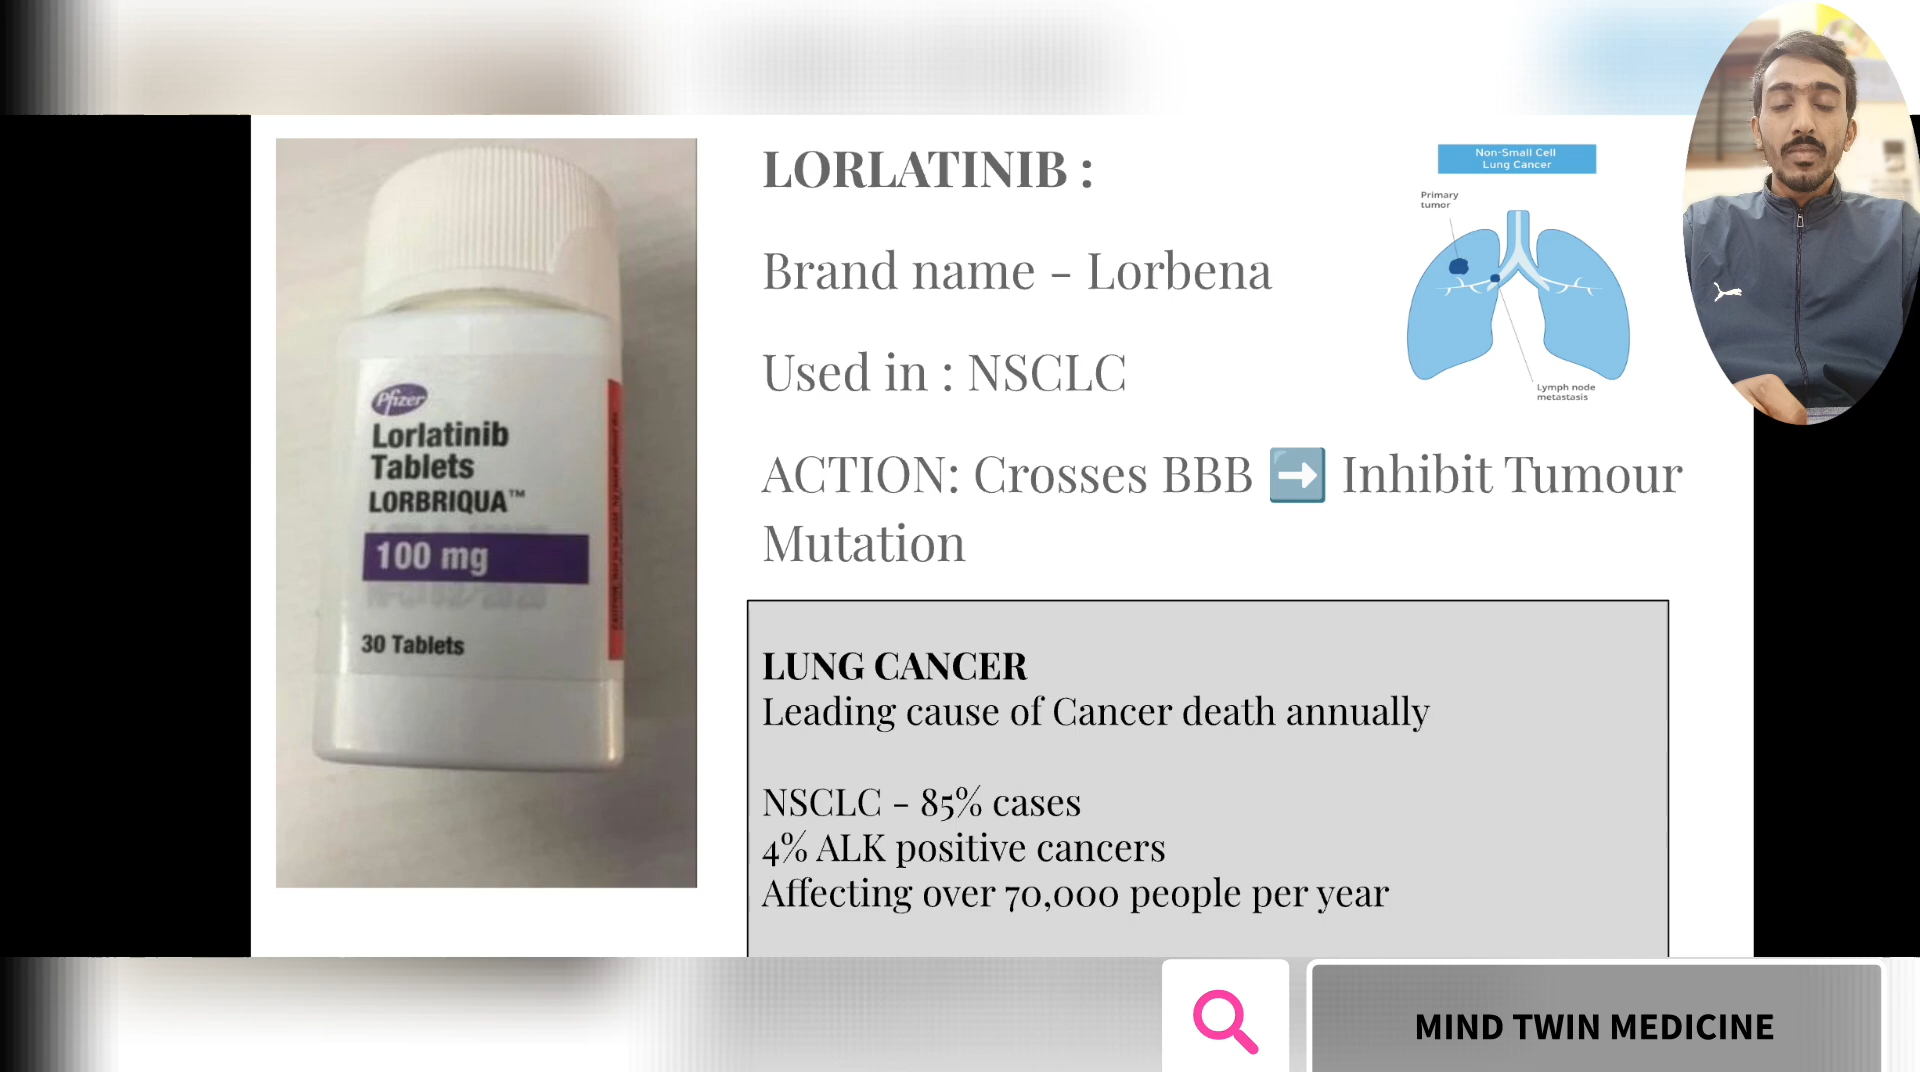 LORLATINIB :
Brand name - Lorbena
Used in : NSCLC
ACTION: Crosses BBB ➡️ Inhibit Tumour
Mutation
Non-Small Cell
Lung Cancer
Primary
tumor
Lymph node
metastasis
Pfizer
Lorlatinib
Tablets
LORBRIQUA™
100 mg
30 Tablets
LUNG CANCER
Leading cause of Cancer death annually
NSCLC - 85% cases
4% ALK positive cancers
Affecting over 70,000 people per year
MIND TWIN MEDICINE